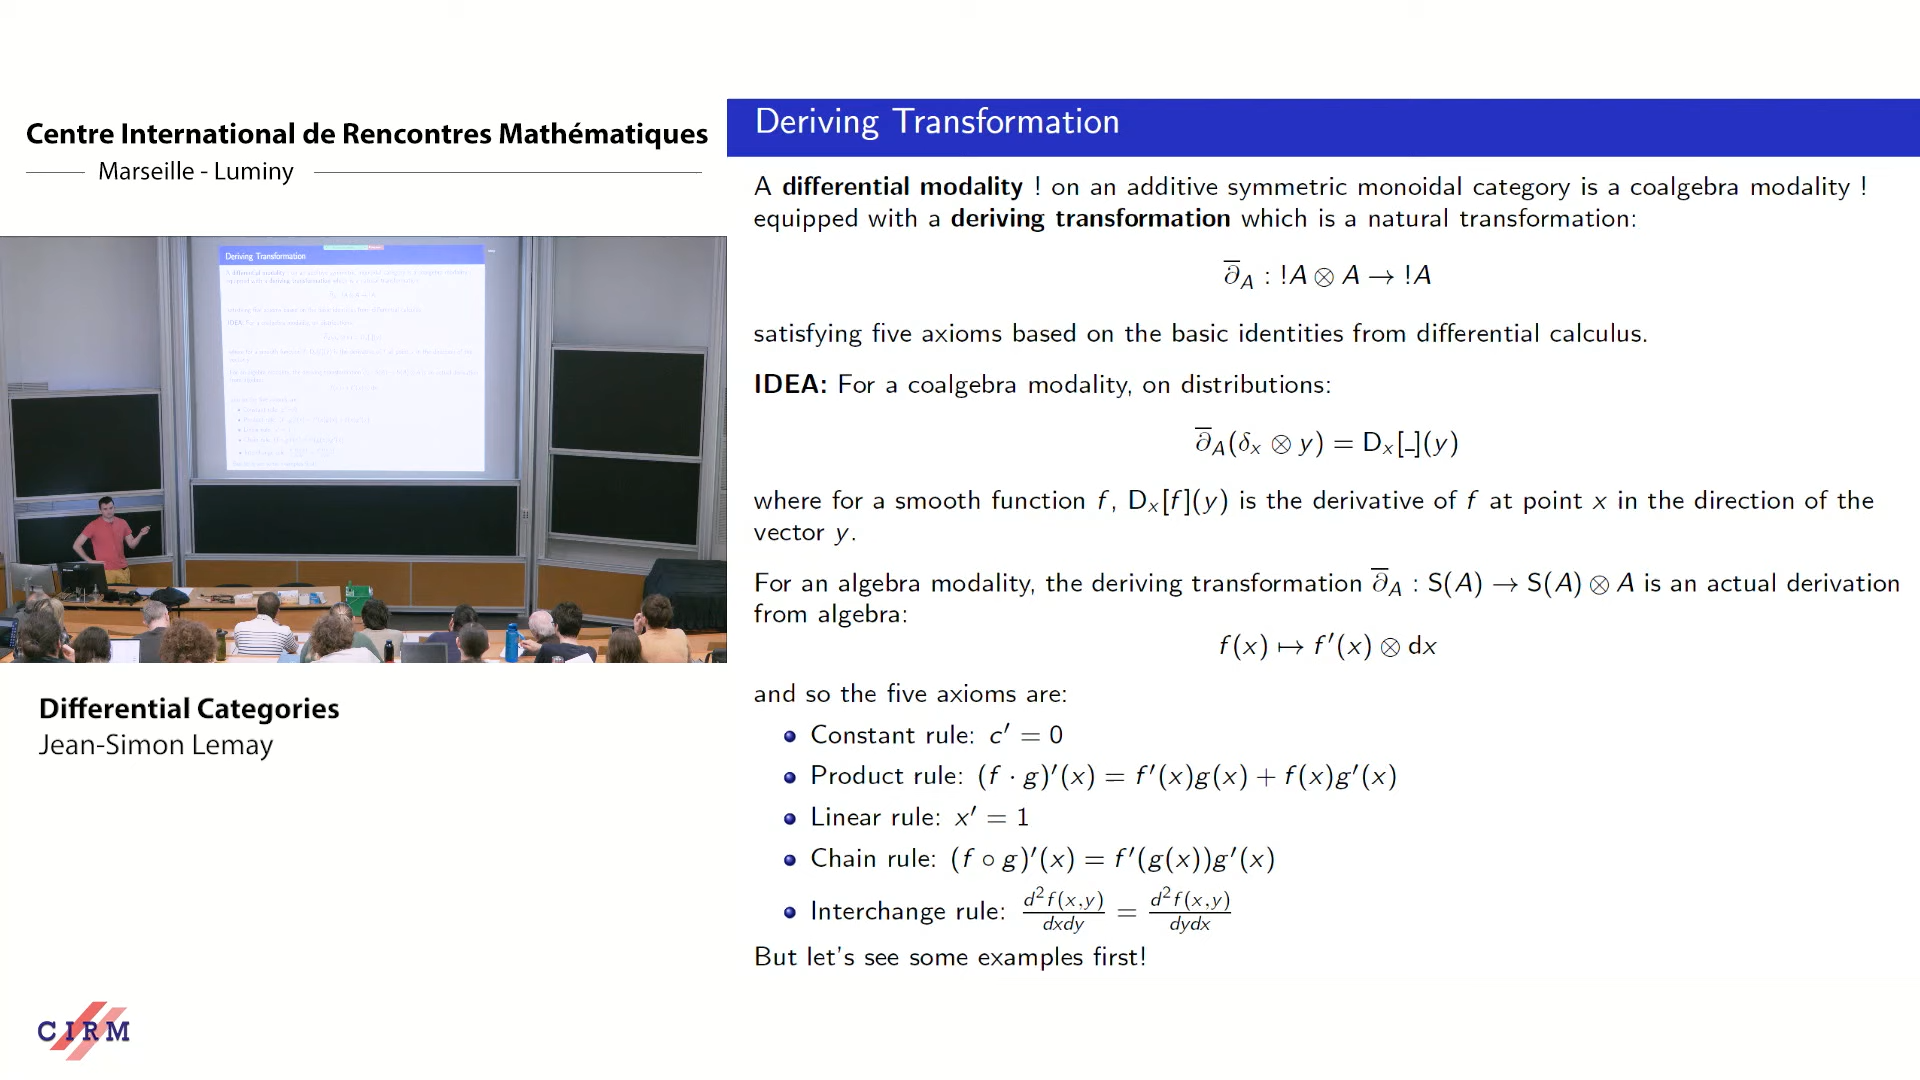 Centre International de Rencontres Mathématiques
Marseille - Luminy
Deriving Transformation
Differential Categories
Jean-Simon Lemay
CIRM
Deriving Transformation
A differential modality ! on an additive symmetric monoidal category is a coalgebra modality !
equipped with a deriving transformation which is a natural transformation:
∂̅_A : !A ⊗ A → !A
satisfying five axioms based on the basic identities from differential calculus.
IDEA: For a coalgebra modality, on distributions:
∂̅_A(δ_x ⊗ y) = D_x[_](y)
where for a smooth function f, D_x[f](y) is the derivative of f at point x in the direction of the
vector y.
For an algebra modality, the deriving transformation ∂̅_A : S(A) → S(A) ⊗ A is an actual derivation
from algebra:
f(x) ↦ f′(x) ⊗ dx
and so the five axioms are:
Constant rule: c′ = 0
Product rule: (f · g)′(x) = f′(x)g(x) + f(x)g′(x)
Linear rule: x′ = 1
Chain rule: (f ∘ g)′(x) = f′(g(x))g′(x)
Interchange rule: d²f(x,y)/dxdy = d²f(x,y)/dydx
But let's see some examples first!